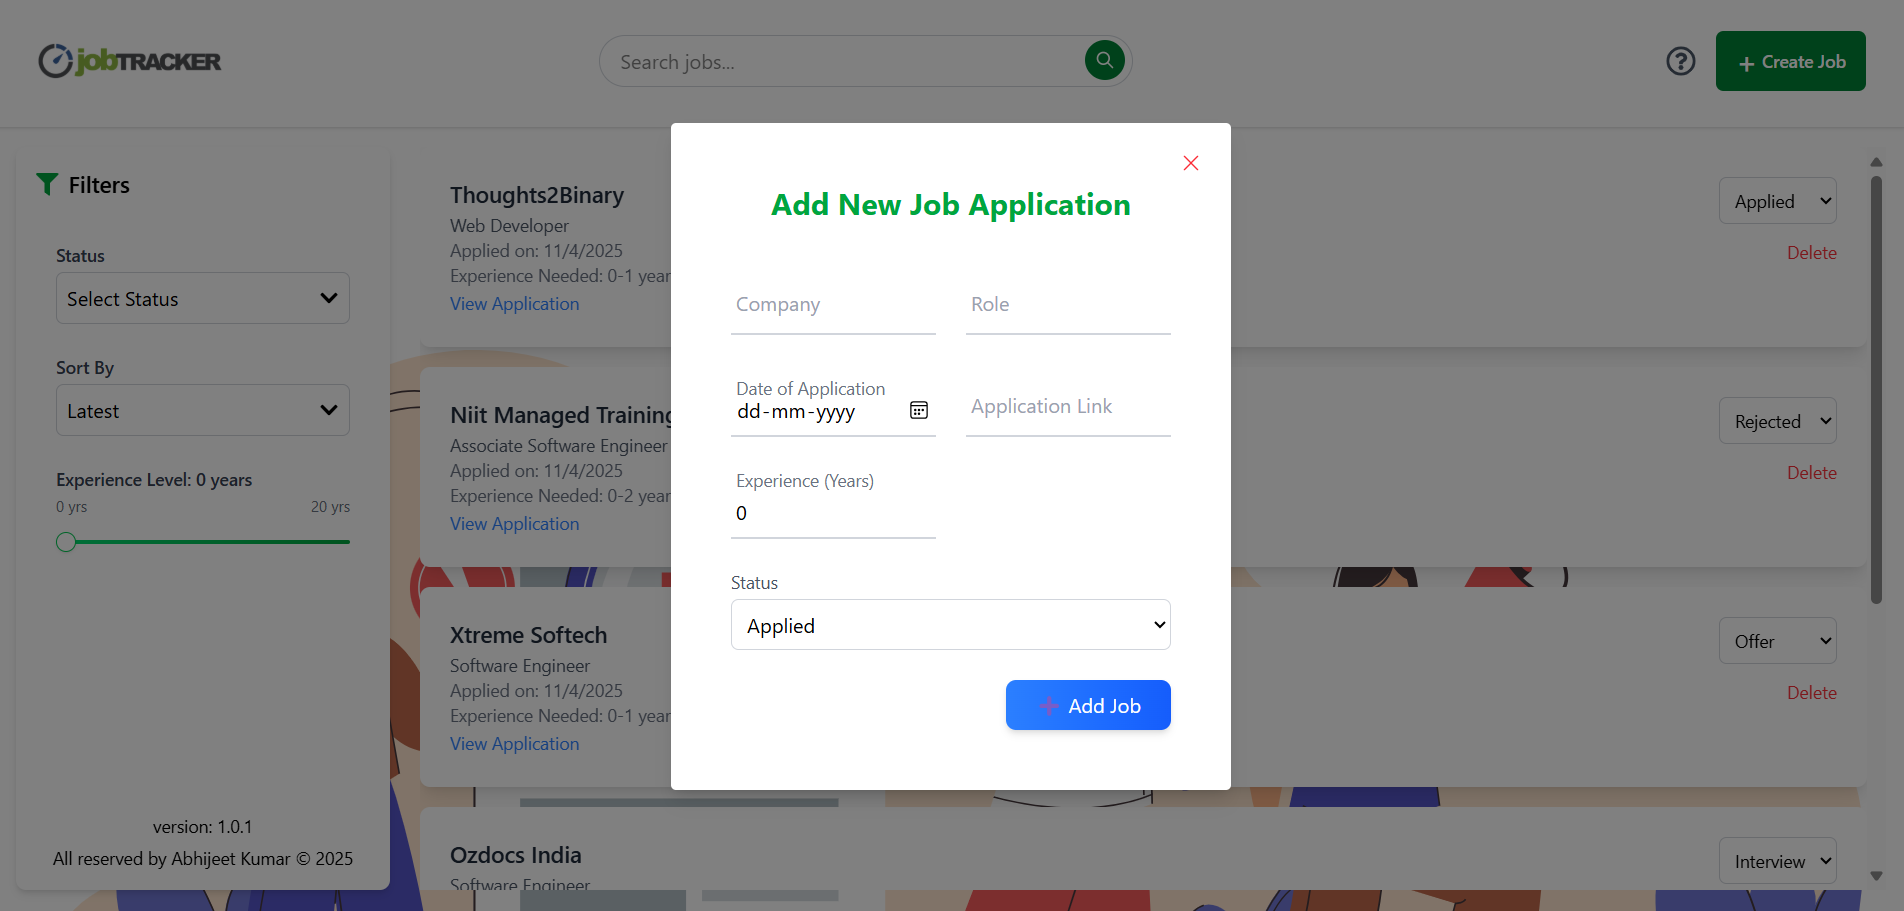 jobTRACKER
Search jobs...
+ Create Job
Filters
Status
Select Status
Sort By
Latest
Experience Level: 0 years
0 yrs 20 yrs
version: 1.0.1
All reserved by Abhijeet Kumar © 2025
Thoughts2Binary
Web Developer
Applied on: 11/4/2025
Experience Needed: 0-1 year
View Application
Applied
Delete
Niit Managed Training
Associate Software Engineer
Applied on: 11/4/2025
Experience Needed: 0-2 year
View Application
Rejected
Delete
Xtreme Softech
Software Engineer
Applied on: 11/4/2025
Experience Needed: 0-1 year
View Application
Offer
Delete
Ozdocs India
Software Engineer
Interview
Add New Job Application
Company
Role
Date of Application
dd-mm-yyyy
Application Link
Experience (Years)
0
Status
Applied
+ Add Job